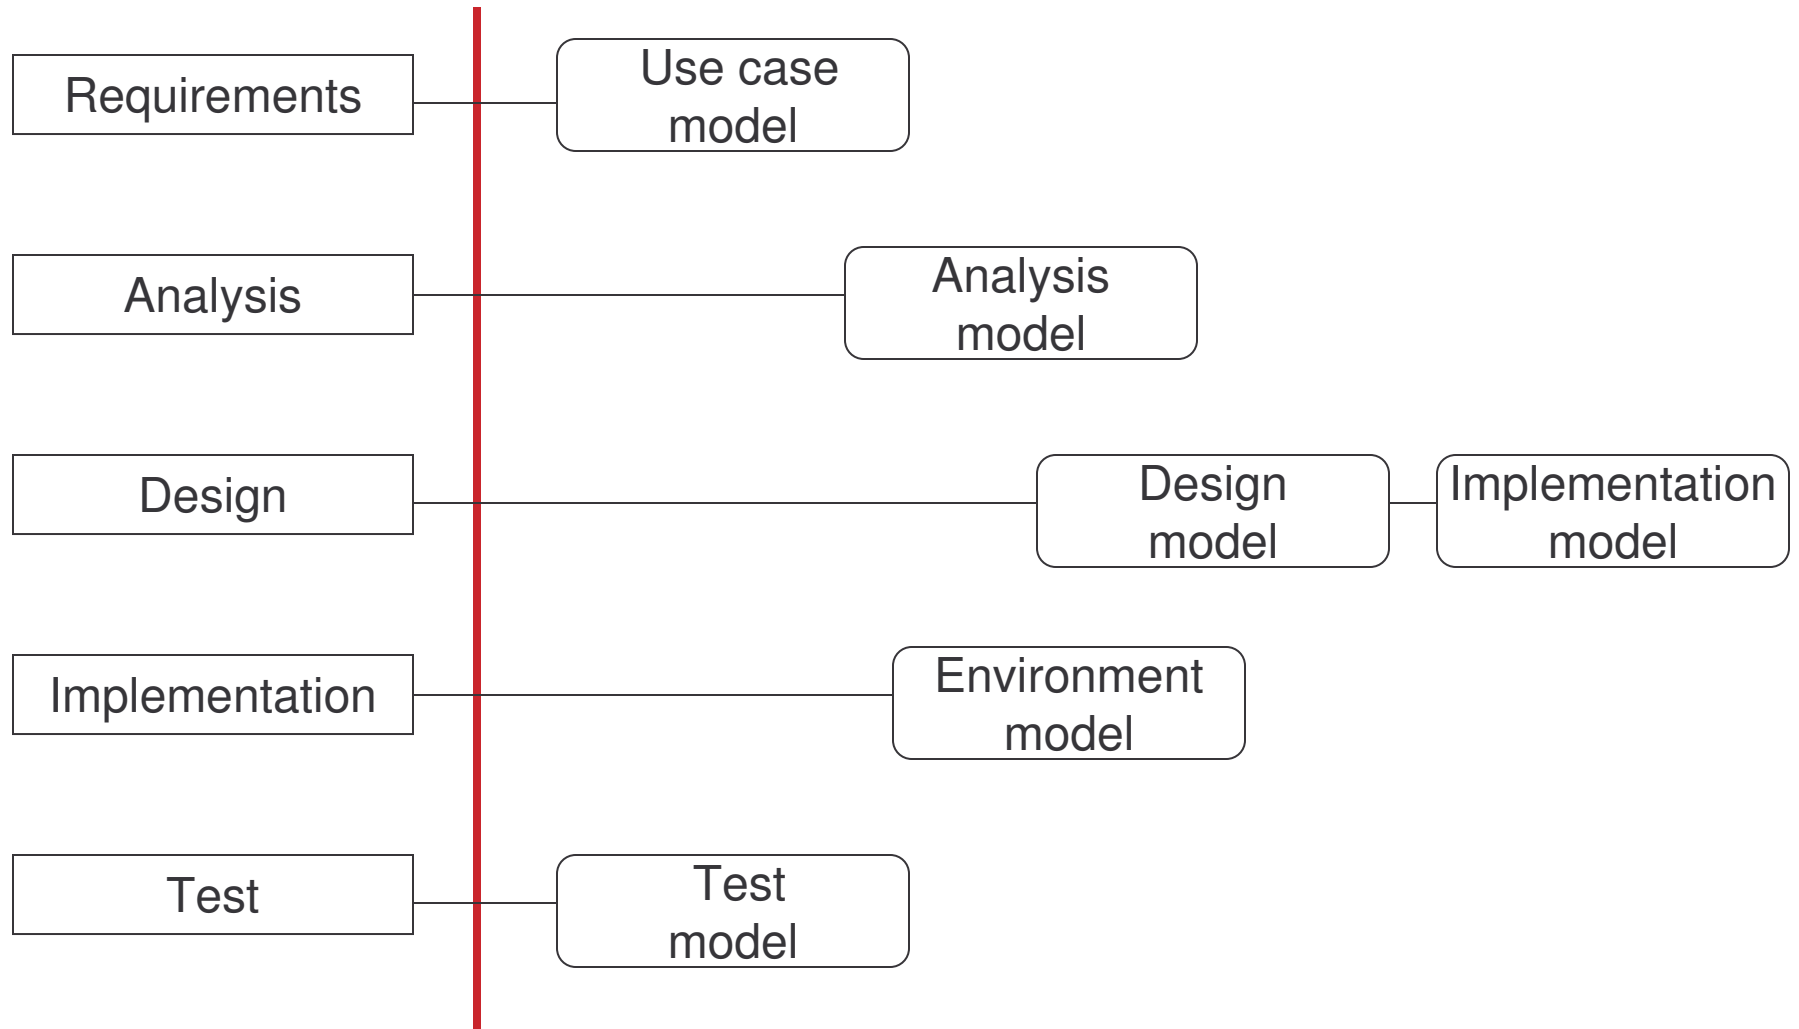 Requirements
Use case
model
Analysis
Analysis
model
Design
Design
model
Implementation
model
Implementation
Environment
model
Test
Test
model